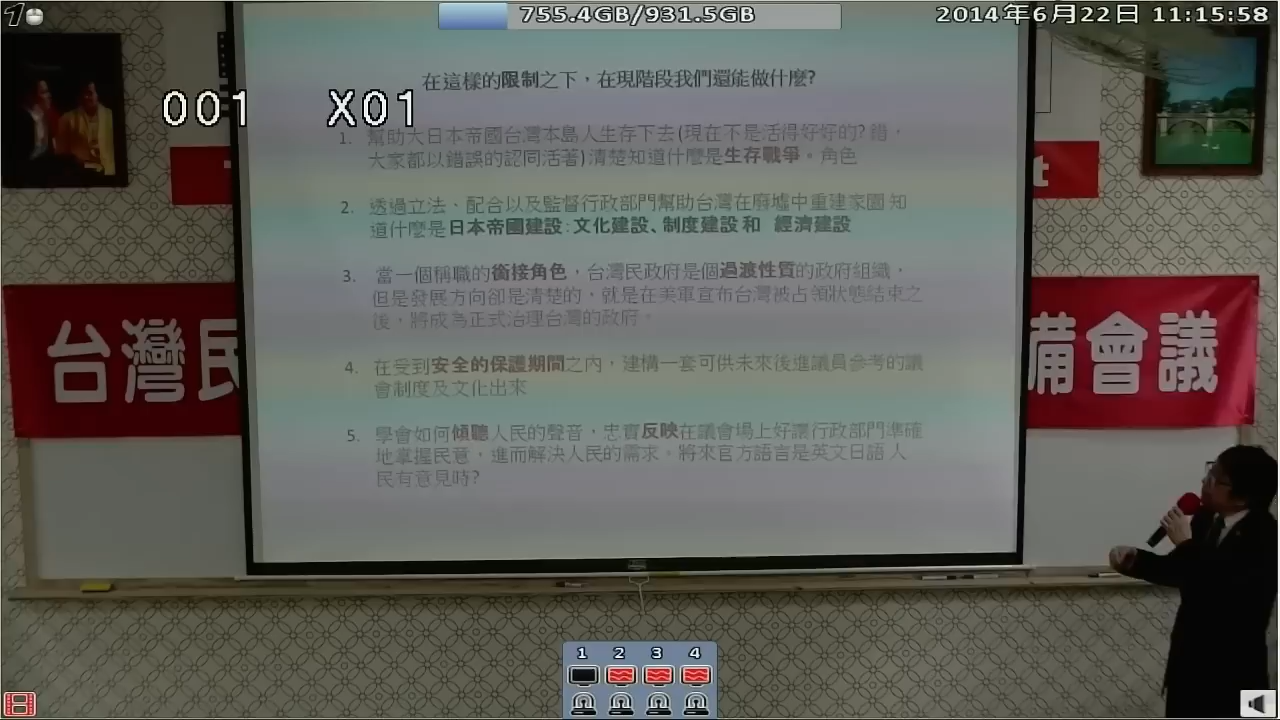 755.4GB/931.5GB
2014年6月22日 11:15:58
001 X01
在這樣的限制之下，在現階段我們還能做什麼?
1. 幫助大日本帝國台灣本島人生存下去(現在不是活得好好的? 錯，
大家都以錯誤的認同活著)清楚知道什麼是生存戰爭。角色
2. 透過立法、配合以及監督行政部門幫助台灣在廢墟中重建家園 知
道什麼是日本帝國建設:文化建設、制度建設 和 經濟建設
3. 當一個稱職的銜接角色，台灣民政府是個過渡性質的政府組織，
但是發展方向卻是清楚的，就是在美軍宣布台灣被占領狀態結束之
後，將成為正式治理台灣的政府。
4. 在受到安全的保護期間之內，建構一套可供未來後進議員參考的議
會制度及文化出來
5. 學會如何傾聽人民的聲音，忠實反映在議會場上好讓行政部門準確
地掌握民意，進而解決人民的需求。將來官方語言是英文日語 人
民有意見時?
t
台灣民
備會議
1 2 3 4